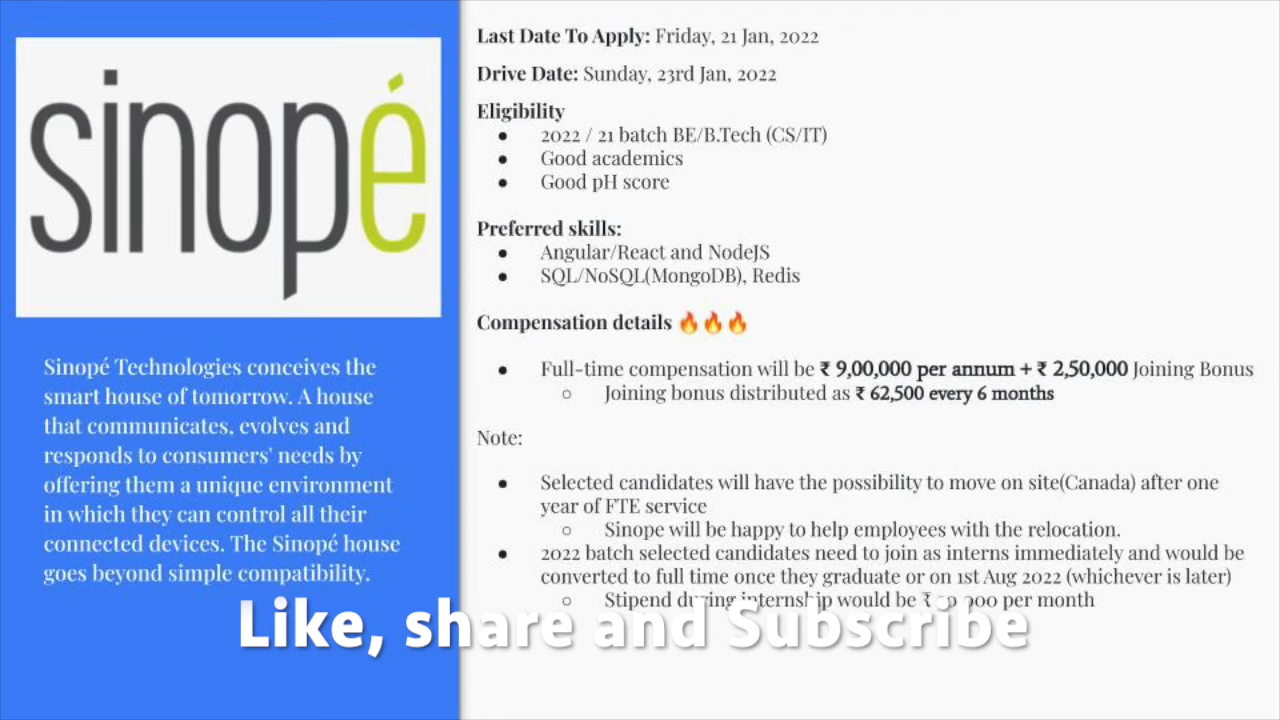 sinopé
Sinopé Technologies conceives the
smart house of tomorrow. A house
that communicates, evolves and
responds to consumers' needs by
offering them a unique environment
in which they can control all their
connected devices. The Sinopé house
goes beyond simple compatibility.
Last Date To Apply: Friday, 21 Jan, 2022
Drive Date: Sunday, 23rd Jan, 2022
Eligibility
● 2022 / 21 batch BE/B.Tech (CS/IT)
● Good academics
● Good pH score
Preferred skills:
● Angular/React and NodeJS
● SQL/NoSQL(MongoDB), Redis
Compensation details 🔥🔥🔥
● Full-time compensation will be ₹ 9,00,000 per annum + ₹ 2,50,000 Joining Bonus
○ Joining bonus distributed as ₹ 62,500 every 6 months
Note:
● Selected candidates will have the possibility to move on site(Canada) after one
year of FTE service
○ Sinope will be happy to help employees with the relocation.
● 2022 batch selected candidates need to join as interns immediately and would be
converted to full time once they graduate or on 1st Aug 2022 (whichever is later)
○ Stipend during internship would be ₹ per month
Like, share and Subscribe